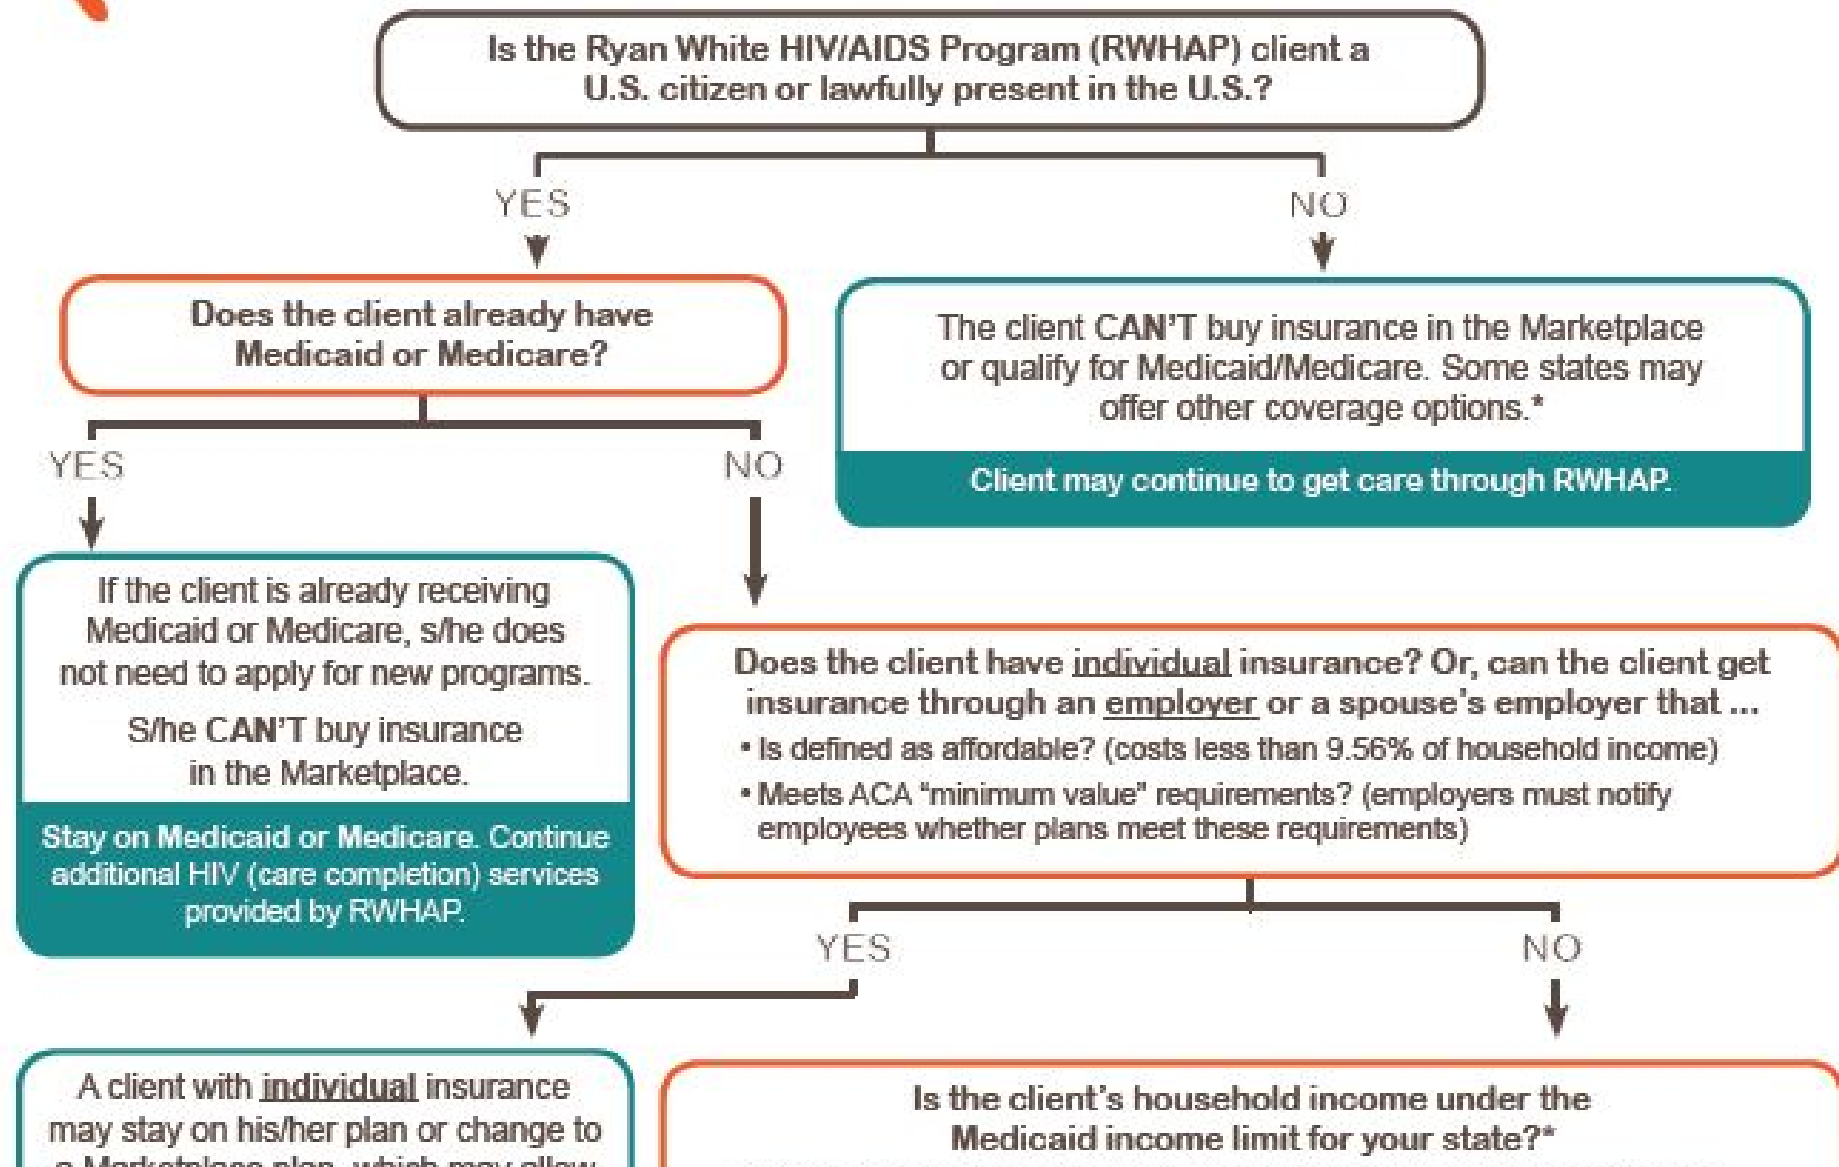 Is the Ryan White HIV/AIDS Program (RWHAP) client a
U.S. citizen or lawfully present in the U.S.?
YES
NO
Does the client already have
Medicaid or Medicare?
The client CAN'T buy insurance in the Marketplace
or qualify for Medicaid/Medicare. Some states may
offer other coverage options.*
Client may continue to get care through RWHAP.
YES
NO
If the client is already receiving
Medicaid or Medicare, s/he does
not need to apply for new programs.
S/he CAN'T buy insurance
in the Marketplace.
Stay on Medicaid or Medicare. Continue
additional HIV (care completion) services
provided by RWHAP.
Does the client have individual insurance? Or, can the client get
insurance through an employer or a spouse's employer that ...
• Is defined as affordable? (costs less than 9.56% of household income)
• Meets ACA "minimum value" requirements? (employers must notify
employees whether plans meet these requirements)
YES
NO
A client with individual insurance
may stay on his/her plan or change to
a Marketplace plan, which may allow
Is the client's household income under the
Medicaid income limit for your state?*